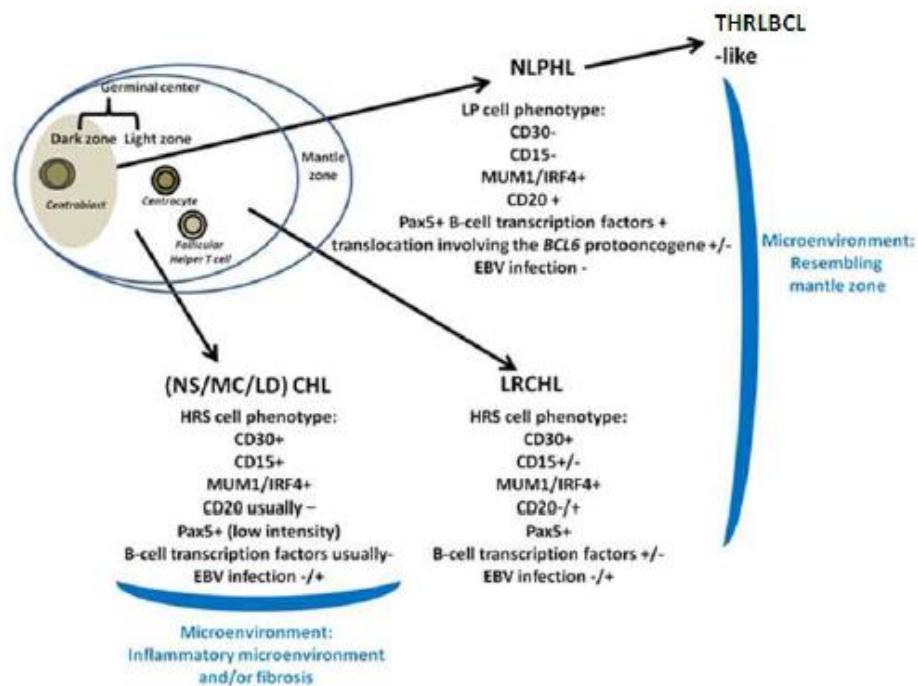 THRLBCL
-like
NLPHL
LP cell phenotype:
CD30-
CD15-
MUM1/IRF4+
CD20 +
Pax5+ B-cell transcription factors +
translocation involving the BCL6 protooncogene +/-
EBV infection -
Germinal center
Dark zone Light zone
Mantle
zone
Centroblast
Centrocyte
Follicular
Helper T cell
Microenvironment:
Resembling
mantle zone
(NS/MC/LD) CHL
HRS cell phenotype:
CD30+
CD15+
MUM1/IRF4+
CD20 usually –
Pax5+ (low intensity)
B-cell transcription factors usually-
EBV infection -/+
Microenvironment:
Inflammatory microenvironment
and/or fibrosis
LRCHL
HRS cell phenotype:
CD30+
CD15+/-
MUM1/IRF4+
CD20-/+
Pax5+
B-cell transcription factors +/-
EBV infection -/+